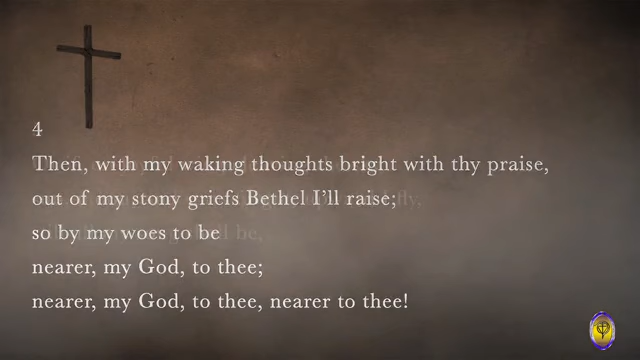 4
Then, with my waking thoughts bright with thy praise,
out of my stony griefs Bethel I'll raise;
so by my woes to be
nearer, my God, to thee;
nearer, my God, to thee, nearer to thee!